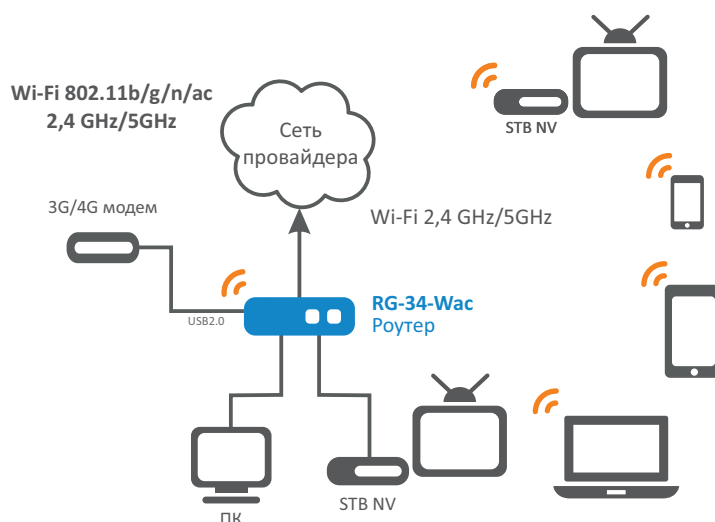 Wi-Fi 802.11b/g/n/ac
2,4 GHz/5GHz
Сеть
провайдера
STB NV
3G/4G модем
Wi-Fi 2,4 GHz/5GHz
USB2.0
RG-34-Wac
Роутер
STB NV
ПК